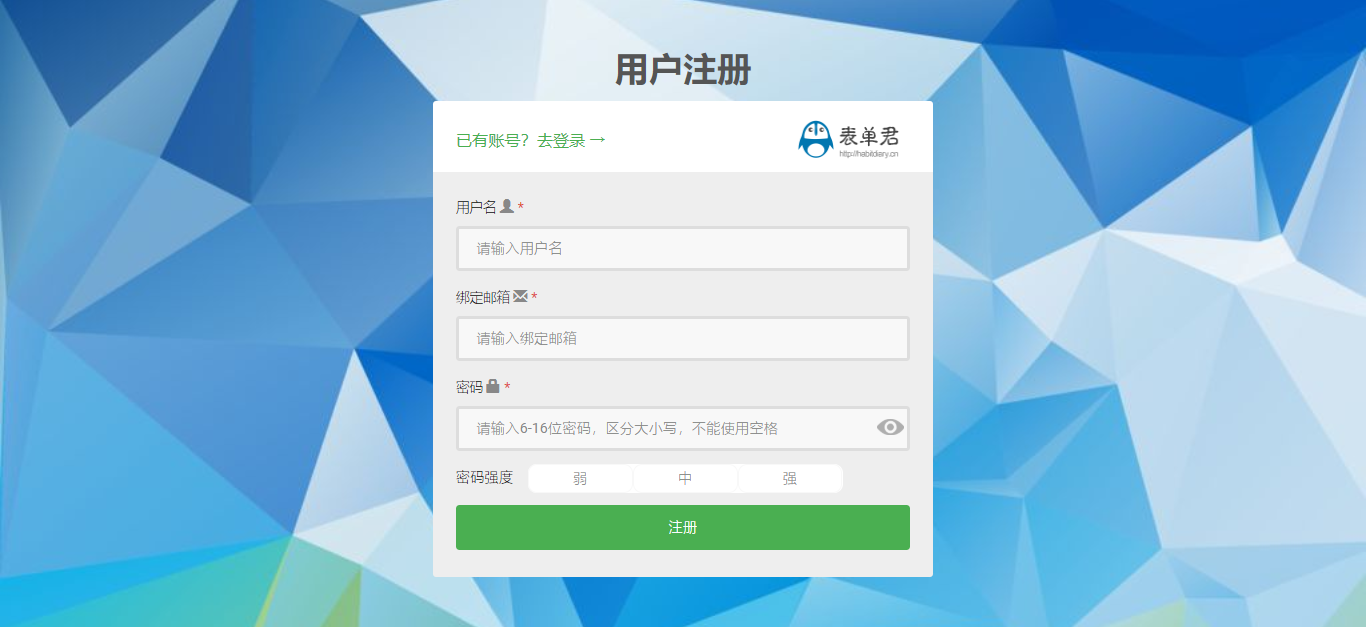 用户注册
已有账号？去登录 →
表单君
用户名 *
请输入用户名
绑定邮箱 *
请输入绑定邮箱
密码 *
请输入6-16位密码，区分大小写，不能使用空格
密码强度 弱 中 强
注册